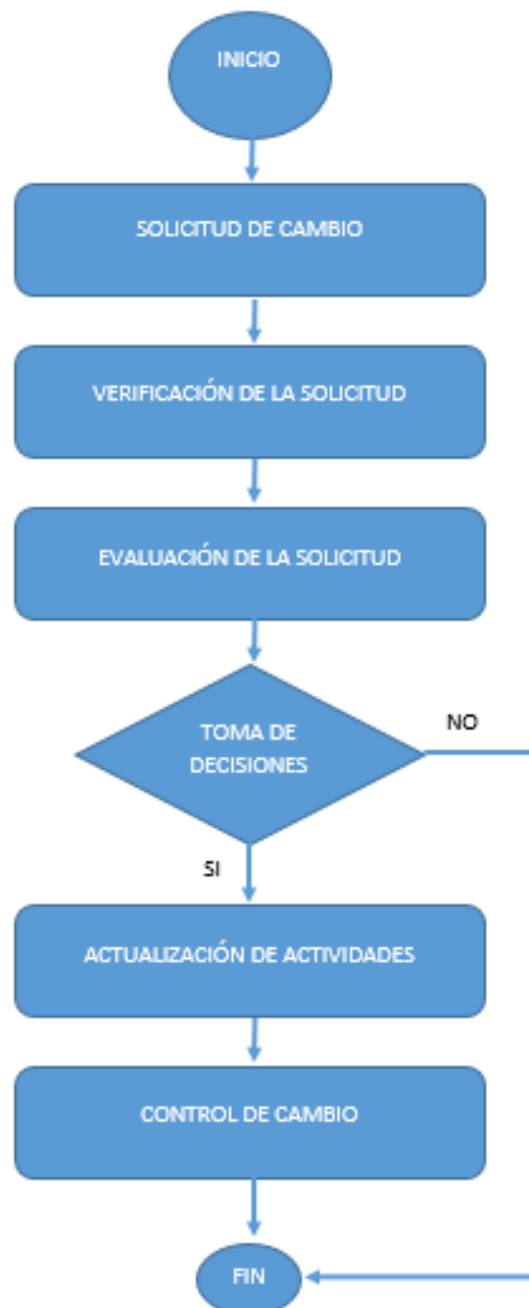 INICIO
SOLICITUD DE CAMBIO
VERIFICACIÓN DE LA SOLICITUD
EVALUACIÓN DE LA SOLICITUD
TOMA DE
DECISIONES
NO
SI
ACTUALIZACIÓN DE ACTIVIDADES
CONTROL DE CAMBIO
FIN